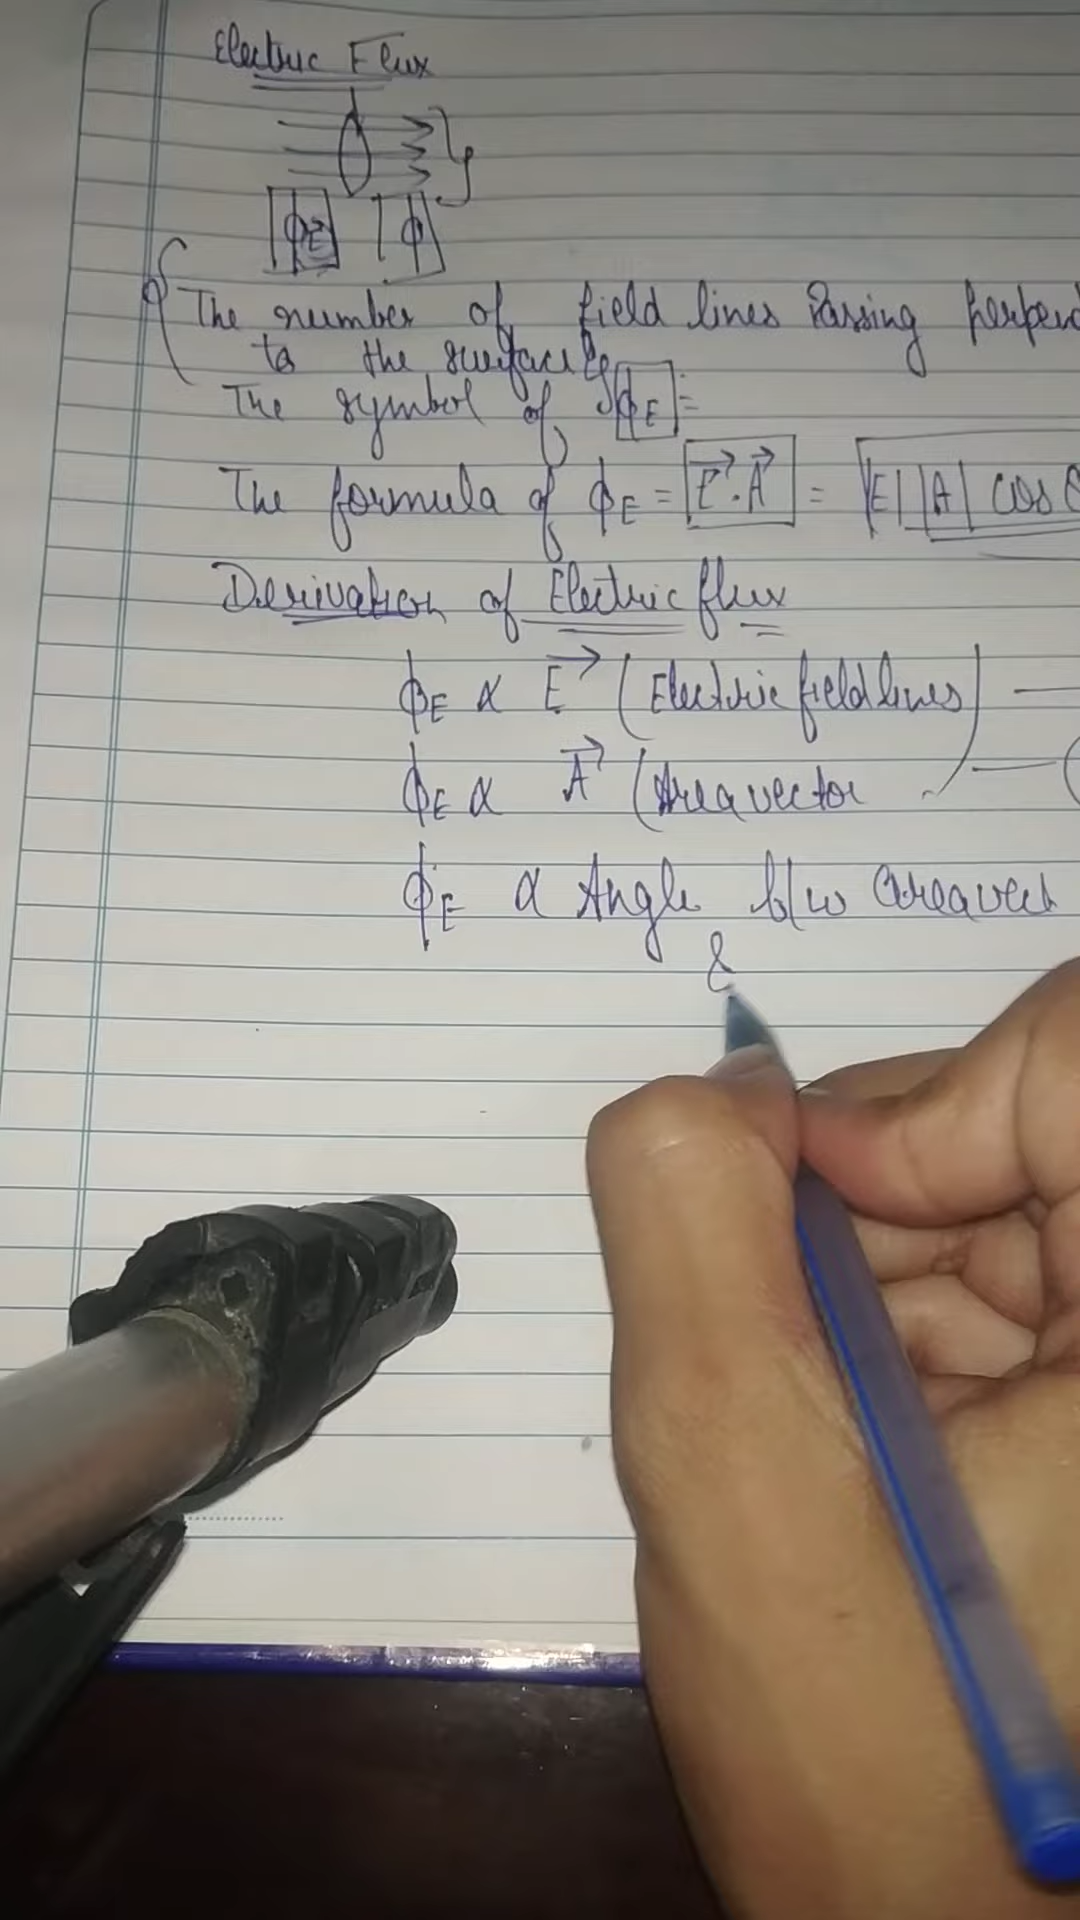 Electric Flux
ϕE ϕ
The number of field lines Passing perpend
to the surface
The symbol of ϕE =
The formula of ϕE = E⃗ . A⃗ = |E| |A| cos θ
Derivation of Electric flux
ϕE α E⃗ (Electric field lines) —
ϕE α A⃗ (Area vector ) — (
ϕE α Angle b/w areavect
&